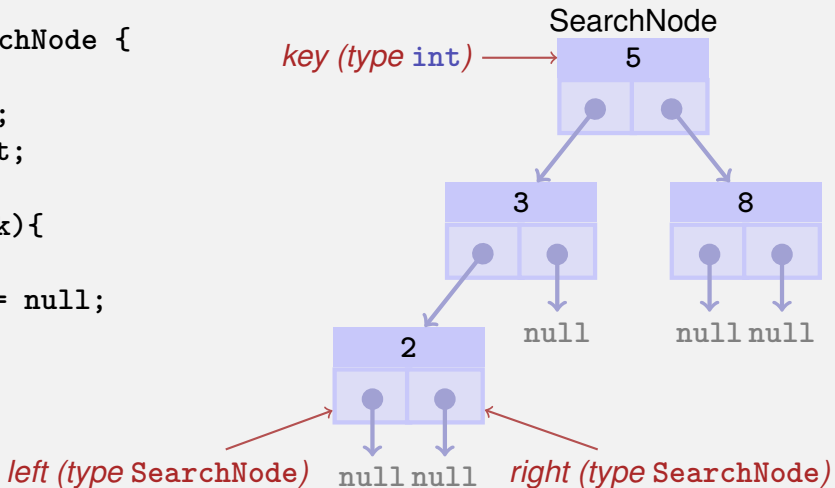 chNode {
;
t;
x){
= null;
SearchNode
key (type int)
5
3
8
null
null null
2
left (type SearchNode)
null null
right (type SearchNode)